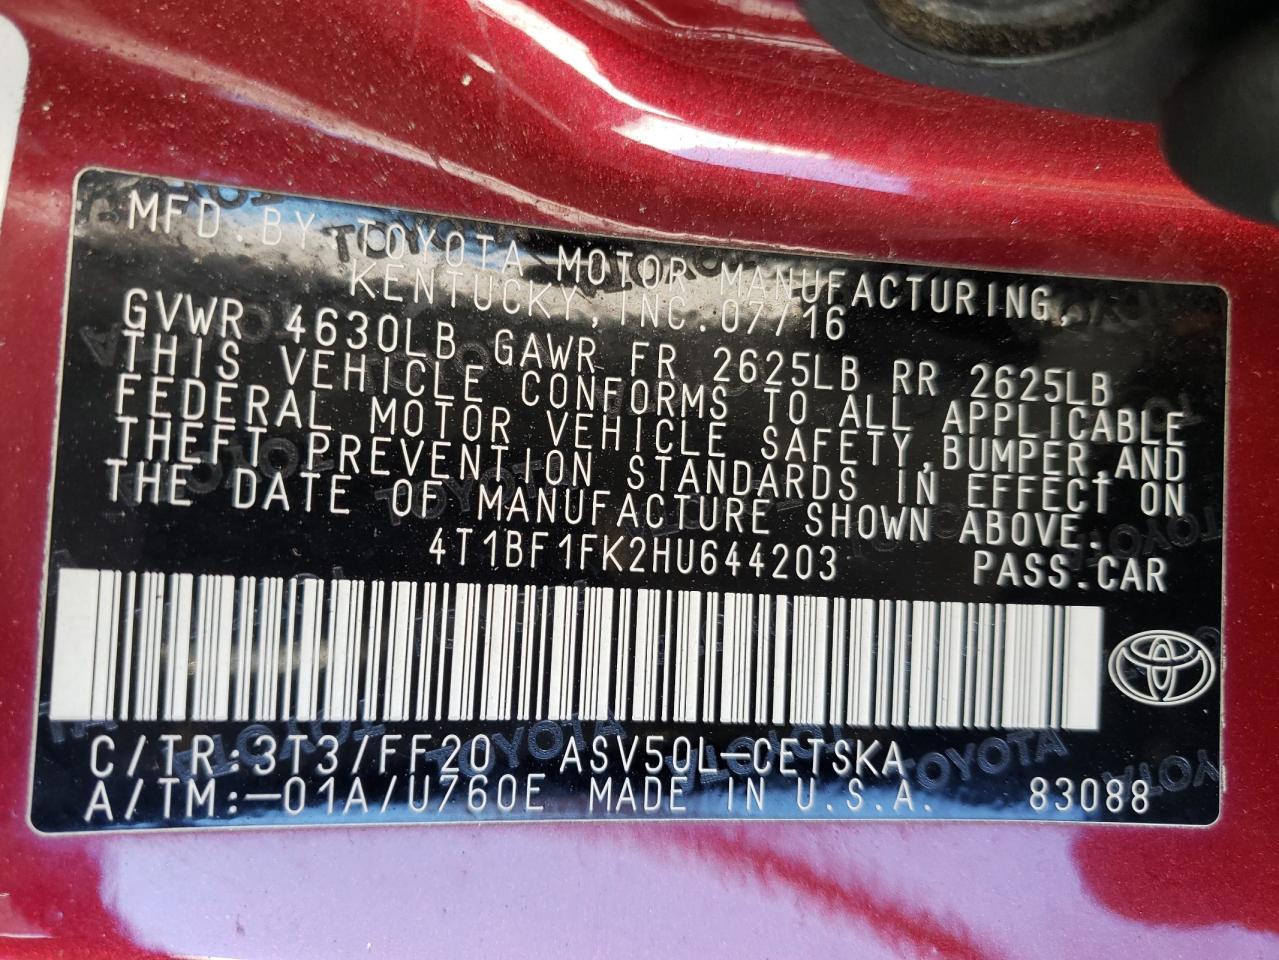 MFD.BY TOYOTA MOTOR MANUFACTURING,
KENTUCKY, INC. 07/16
GVWR 4630LB GAWR FR 2625LB RR 2625LB
THIS VEHICLE CONFORMS TO ALL APPLICABLE
FEDERAL MOTOR VEHICLE SAFETY,BUMPER,AND
THEFT PREVENTION STANDARDS IN EFFECT ON
THE DATE OF MANUFACTURE SHOWN ABOVE.
4T1BF1FK2HU644203 PASS.CAR
C/TR:3T3/FF20 ASV50L-CETSKA
A/TM:-01A/U760E MADE IN U.S.A. 83088